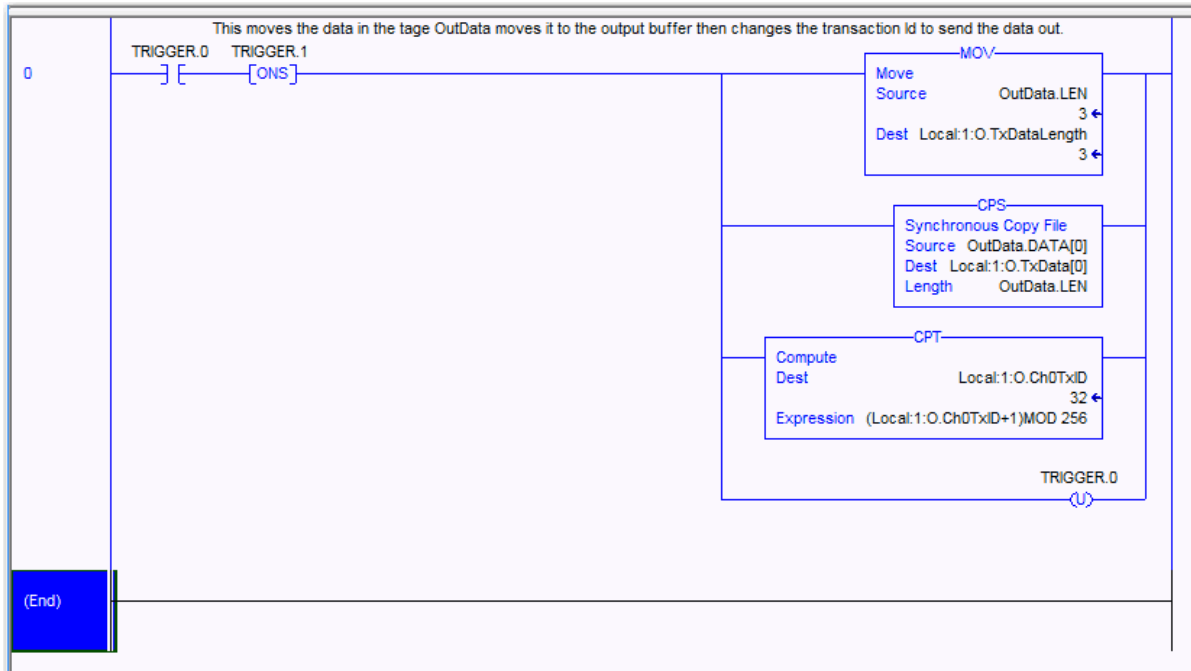 This moves the data in the tage OutData moves it to the output buffer then changes the transaction Id to send the data out.
TRIGGER.0 TRIGGER.1
0
ONS
MOV
Move
Source OutData.LEN
3
Dest Local:1:O.TxDataLength
3
CPS
Synchronous Copy File
Source OutData.DATA[0]
Dest Local:1:O.TxData[0]
Length OutData.LEN
CPT
Compute
Dest Local:1:O.Ch0TxID
32
Expression (Local:1:O.Ch0TxID+1)MOD 256
TRIGGER.0
U
(End)